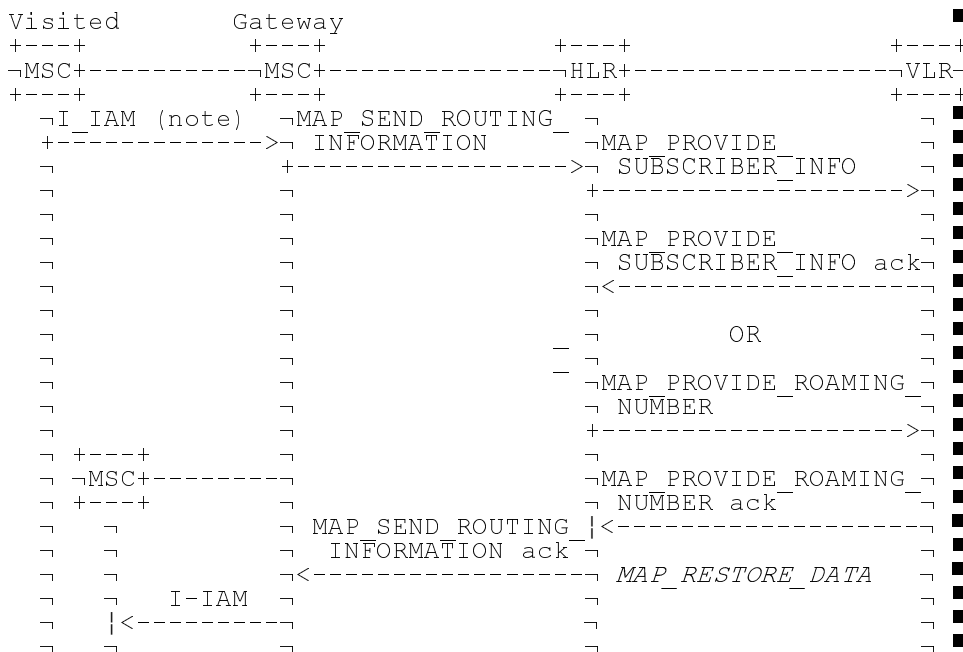 Visited Gateway
+---+ +---+ +---+ +---+
¬MSC+-----------¬MSC+---------------¬HLR+----------------¬VLR-
+---+ +---+ +---+ +---+
¬I_IAM (note) ¬MAP_SEND_ROUTING_ ¬ ¬
+------------->¬ INFORMATION ¬MAP_PROVIDE_ ¬
¬ +----------------->¬ SUBSCRIBER_INFO ¬
¬ ¬ +------------------->¬
¬ ¬ ¬ ¬
¬ ¬ ¬MAP_PROVIDE_ ¬
¬ ¬ ¬ SUBSCRIBER_INFO ack¬
¬ ¬ ¬<-------------------¬
¬ ¬ ¬ ¬
¬ ¬ _ ¬ OR ¬
¬ ¬ _ ¬ ¬
¬ ¬ ¬MAP_PROVIDE_ROAMING_¬
¬ ¬ ¬ NUMBER ¬
¬ ¬ +------------------->¬
¬ +---+ ¬ ¬ ¬
¬ ¬MSC+--------¬ ¬MAP_PROVIDE_ROAMING_¬
¬ +---+ ¬ ¬ NUMBER ack ¬
¬ ¬ ¬ MAP_SEND_ROUTING_¦<-------------------¬
¬ ¬ ¬ INFORMATION ack ¬ ¬
¬ ¬ ¬<-----------------¬ MAP_RESTORE_DATA ¬
¬ ¬ I-IAM ¬ ¬ ¬
¬ ¦<---------¬ ¬ ¬
¬ ¬ ¬ ¬ ¬